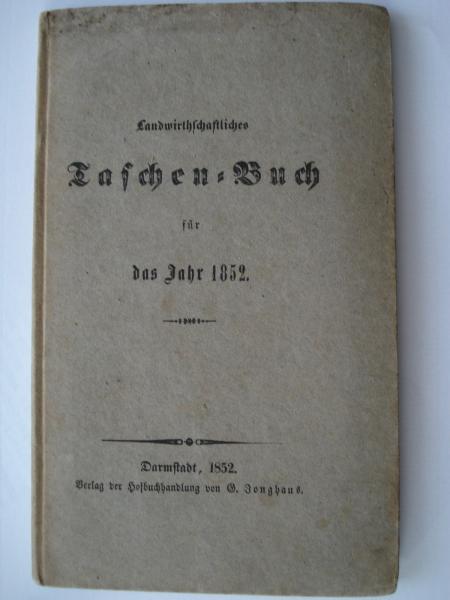 Landwirthschaftliches
Taschen-Buch
für
das Jahr 1852.
Darmstadt, 1852.
Verlag der Hofbuchhandlung von G. Jonghaus.